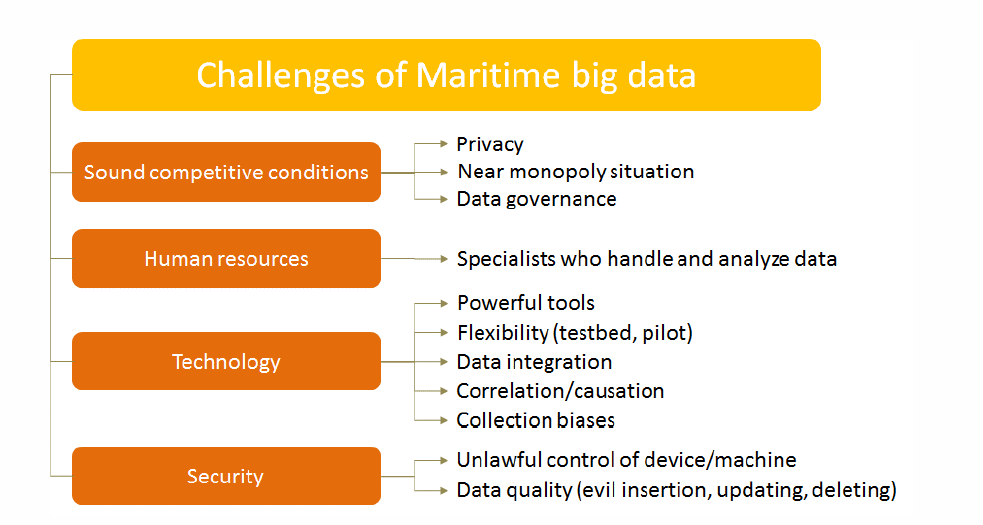 Challenges of Maritime big data
Sound competitive conditions
Privacy
Near monopoly situation
Data governance
Human resources
Specialists who handle and analyze data
Technology
Powerful tools
Flexibility (testbed, pilot)
Data integration
Correlation/causation
Collection biases
Security
Unlawful control of device/machine
Data quality (evil insertion, updating, deleting)